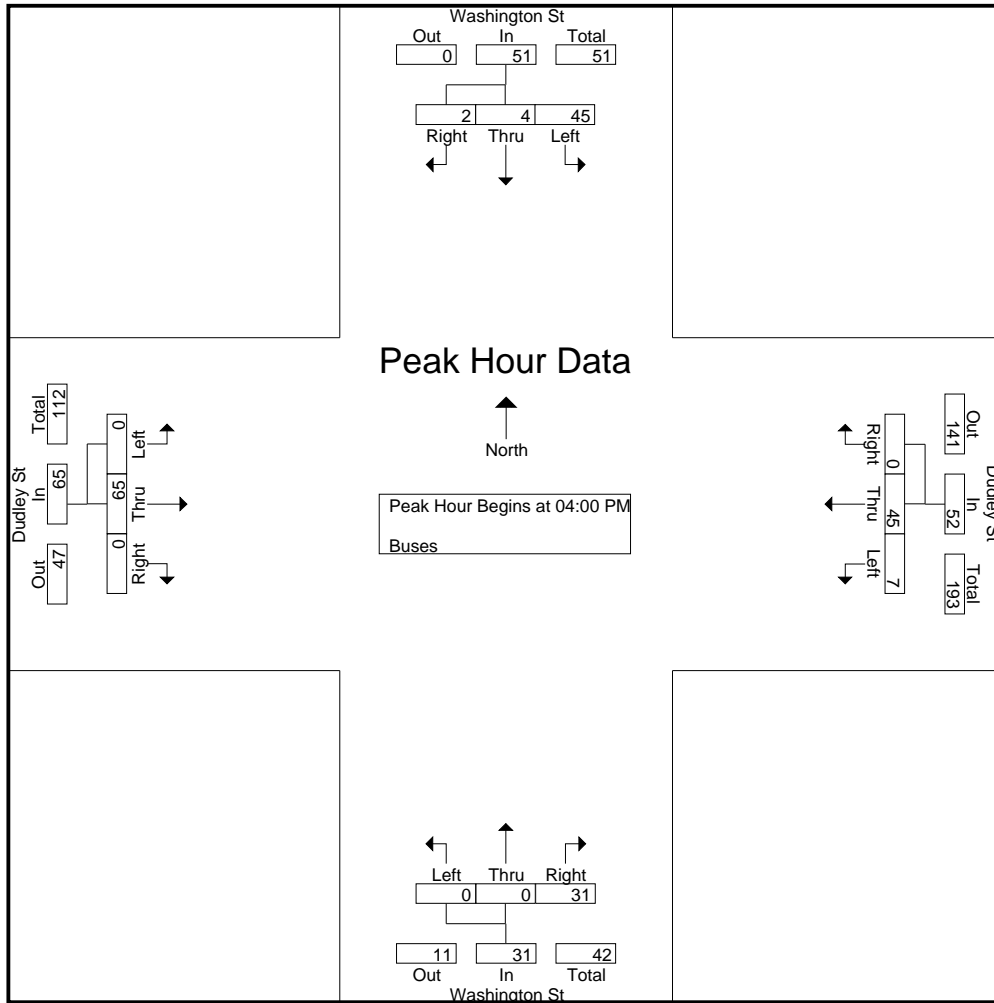 Washington St
Out In Total
0 51 51
2 4 45
Right Thru Left
Peak Hour Data
North
Peak Hour Begins at 04:00 PM
Buses
Dudley St
Out In Total
47 65 112
Left Thru Right
0 65 0
Dudley St
Out In Total
141 52 193
Right Thru Left
0 45 7
Left Thru Right
0 0 31
11 31 42
Out In Total
Washington St